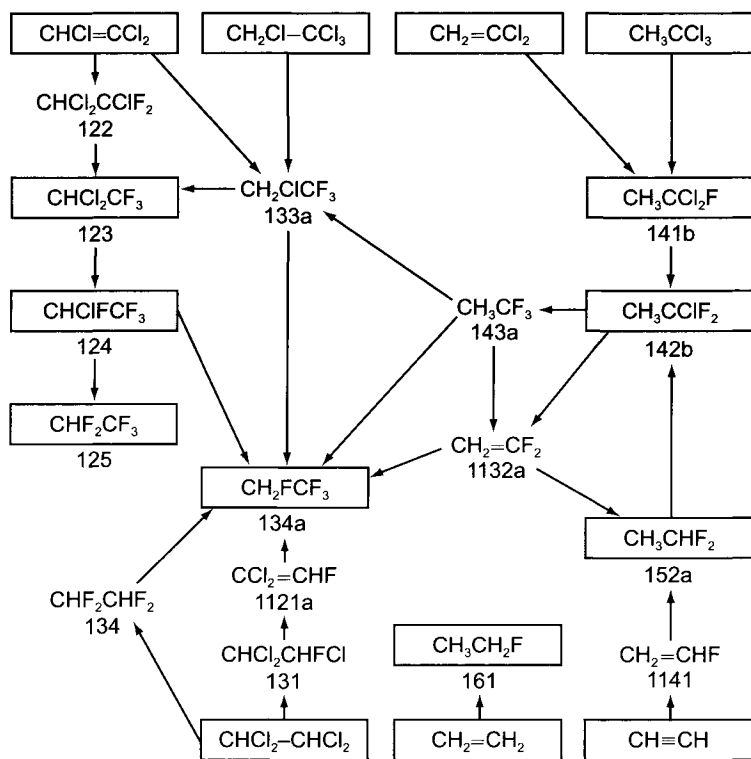 CHCl=CCl₂
CH₂Cl–CCl₃
CH₂=CCl₂
CH₃CCl₃
CHCl₂CClF₂
122
CHCl₂CF₃
123
CH₂ClCF₃
133a
CH₃CCl₂F
141b
CHClFCF₃
124
CH₃CF₃
143a
CH₃CClF₂
142b
CHF₂CF₃
125
CH₂=CF₂
1132a
CH₂FCF₃
134a
CH₃CHF₂
152a
CHF₂CHF₂
134
CCl₂=CHF
1121a
CHCl₂CHFCl
131
CH₃CH₂F
161
CH₂=CHF
1141
CHCl₂–CHCl₂
CH₂=CH₂
CH≡CH